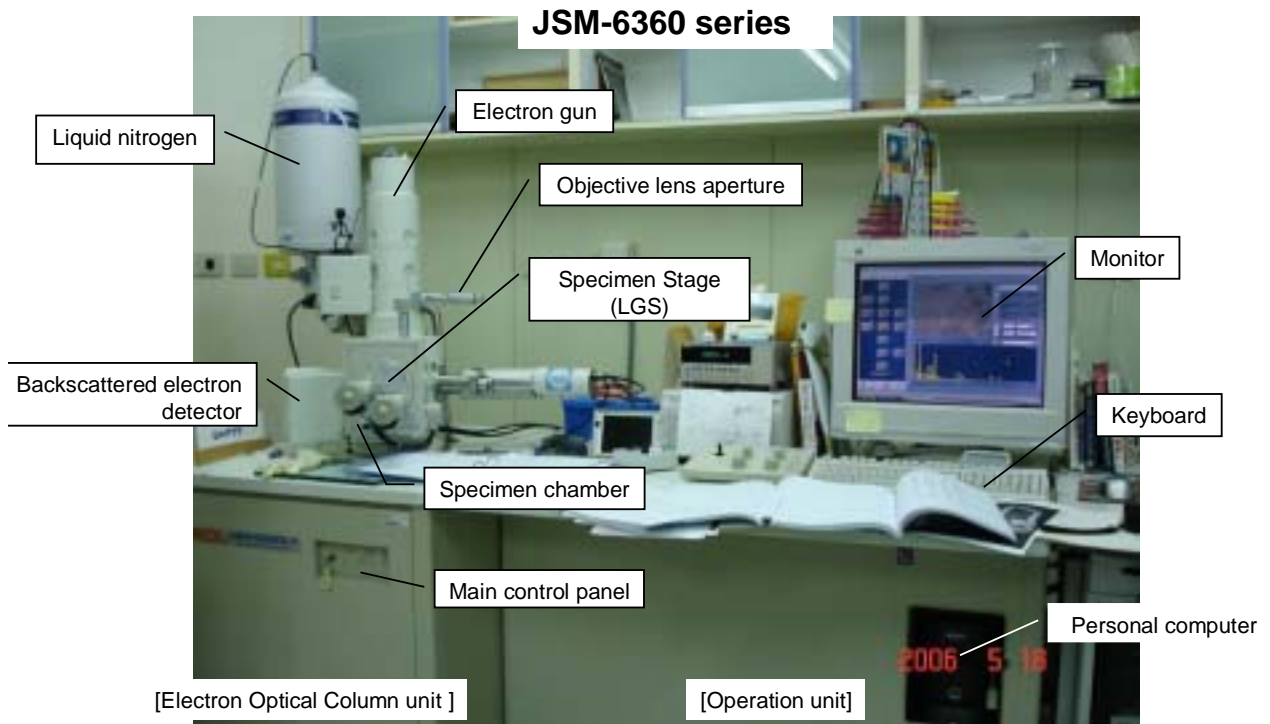 JSM-6360 series
Electron gun
Liquid nitrogen
Objective lens aperture
Monitor
Specimen Stage
(LGS)
Backscattered electron
detector
Keyboard
Specimen chamber
Main control panel
Personal computer
2006 5 18
[Electron Optical Column unit ]
[Operation unit]